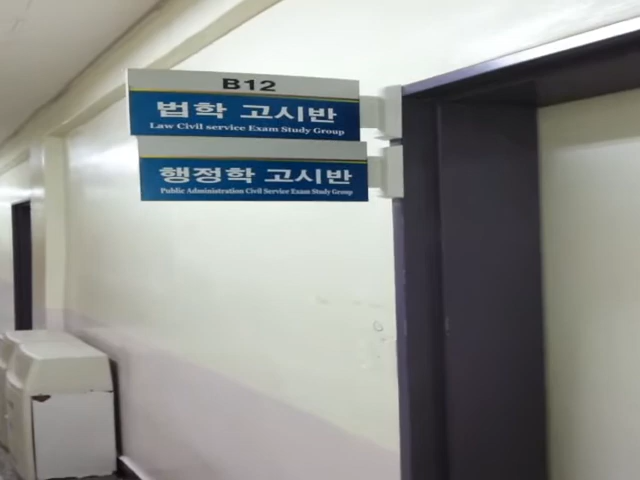 B12
법학 고시반
Law Civil service Exam Study Group
행정학 고시반
Public Administration Civil Service Exam Study Group